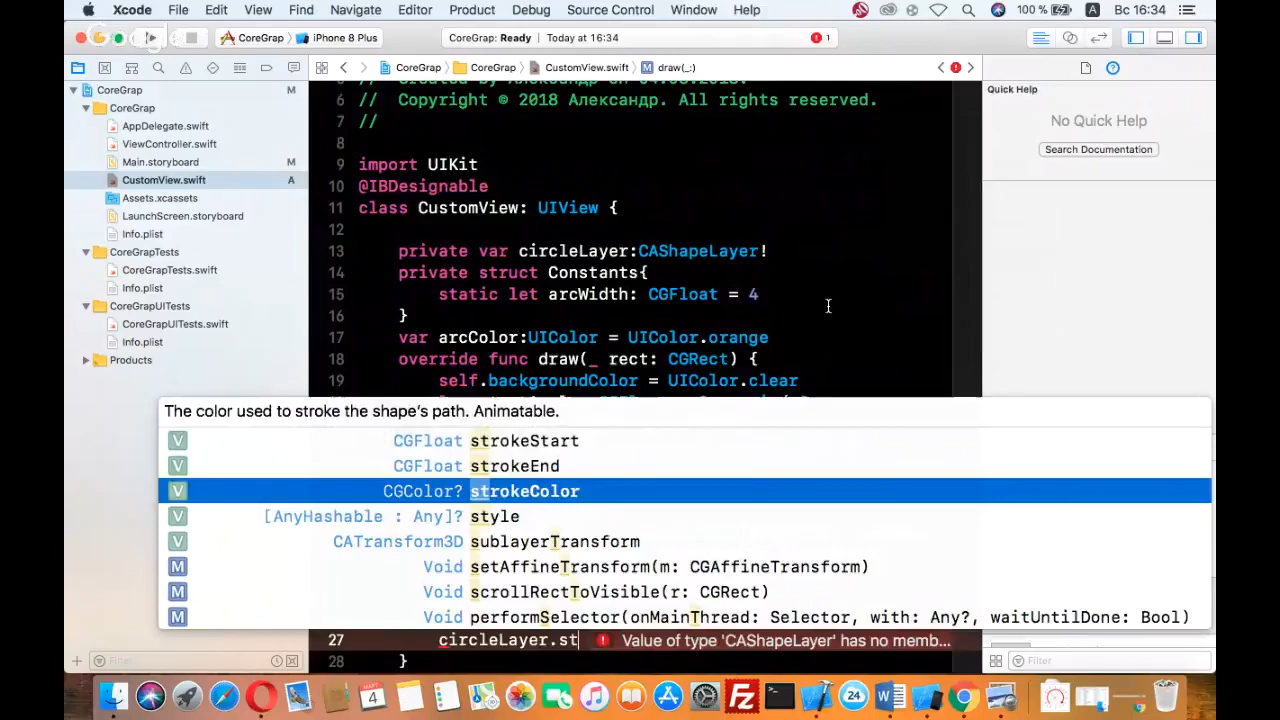 Xcode File Edit View Find Navigate Editor Product Debug Source Control Window Help 100 % A Вс 16:34
CoreGrap iPhone 8 Plus CoreGrap: Ready Today at 16:34 1
CoreGrap CoreGrap CustomView.swift M draw(_:)
CoreGrap M
CoreGrap
AppDelegate.swift
ViewController.swift
Main.storyboard M
CustomView.swift A
Assets.xcassets
LaunchScreen.storyboard
Info.plist
CoreGrapTests
CoreGrapTests.swift
Info.plist
CoreGrapUITests
CoreGrapUITests.swift
Info.plist
Products
6 // Copyright © 2018 Александр. All rights reserved.
7 //
8
9 import UIKit
10 @IBDesignable
11 class CustomView: UIView {
12
13 private var circleLayer:CAShapeLayer!
14 private struct Constants{
15 static let arcWidth: CGFloat = 4
16 }
17 var arcColor:UIColor = UIColor.orange
18 override func draw(_ rect: CGRect) {
19 self.backgroundColor = UIColor.clear
The color used to stroke the shape's path. Animatable.
V CGFloat strokeStart
V CGFloat strokeEnd
V CGColor? strokeColor
V [AnyHashable : Any]? style
V CATransform3D sublayerTransform
M Void setAffineTransform(m: CGAffineTransform)
M Void scrollRectToVisible(r: CGRect)
M Void performSelector(onMainThread: Selector, with: Any?, waitUntilDone: Bool)
27 circleLayer.st Value of type 'CAShapeLayer' has no memb...
28 }
Quick Help
No Quick Help
Search Documentation
Filter
Filter
МАРТ
4
24